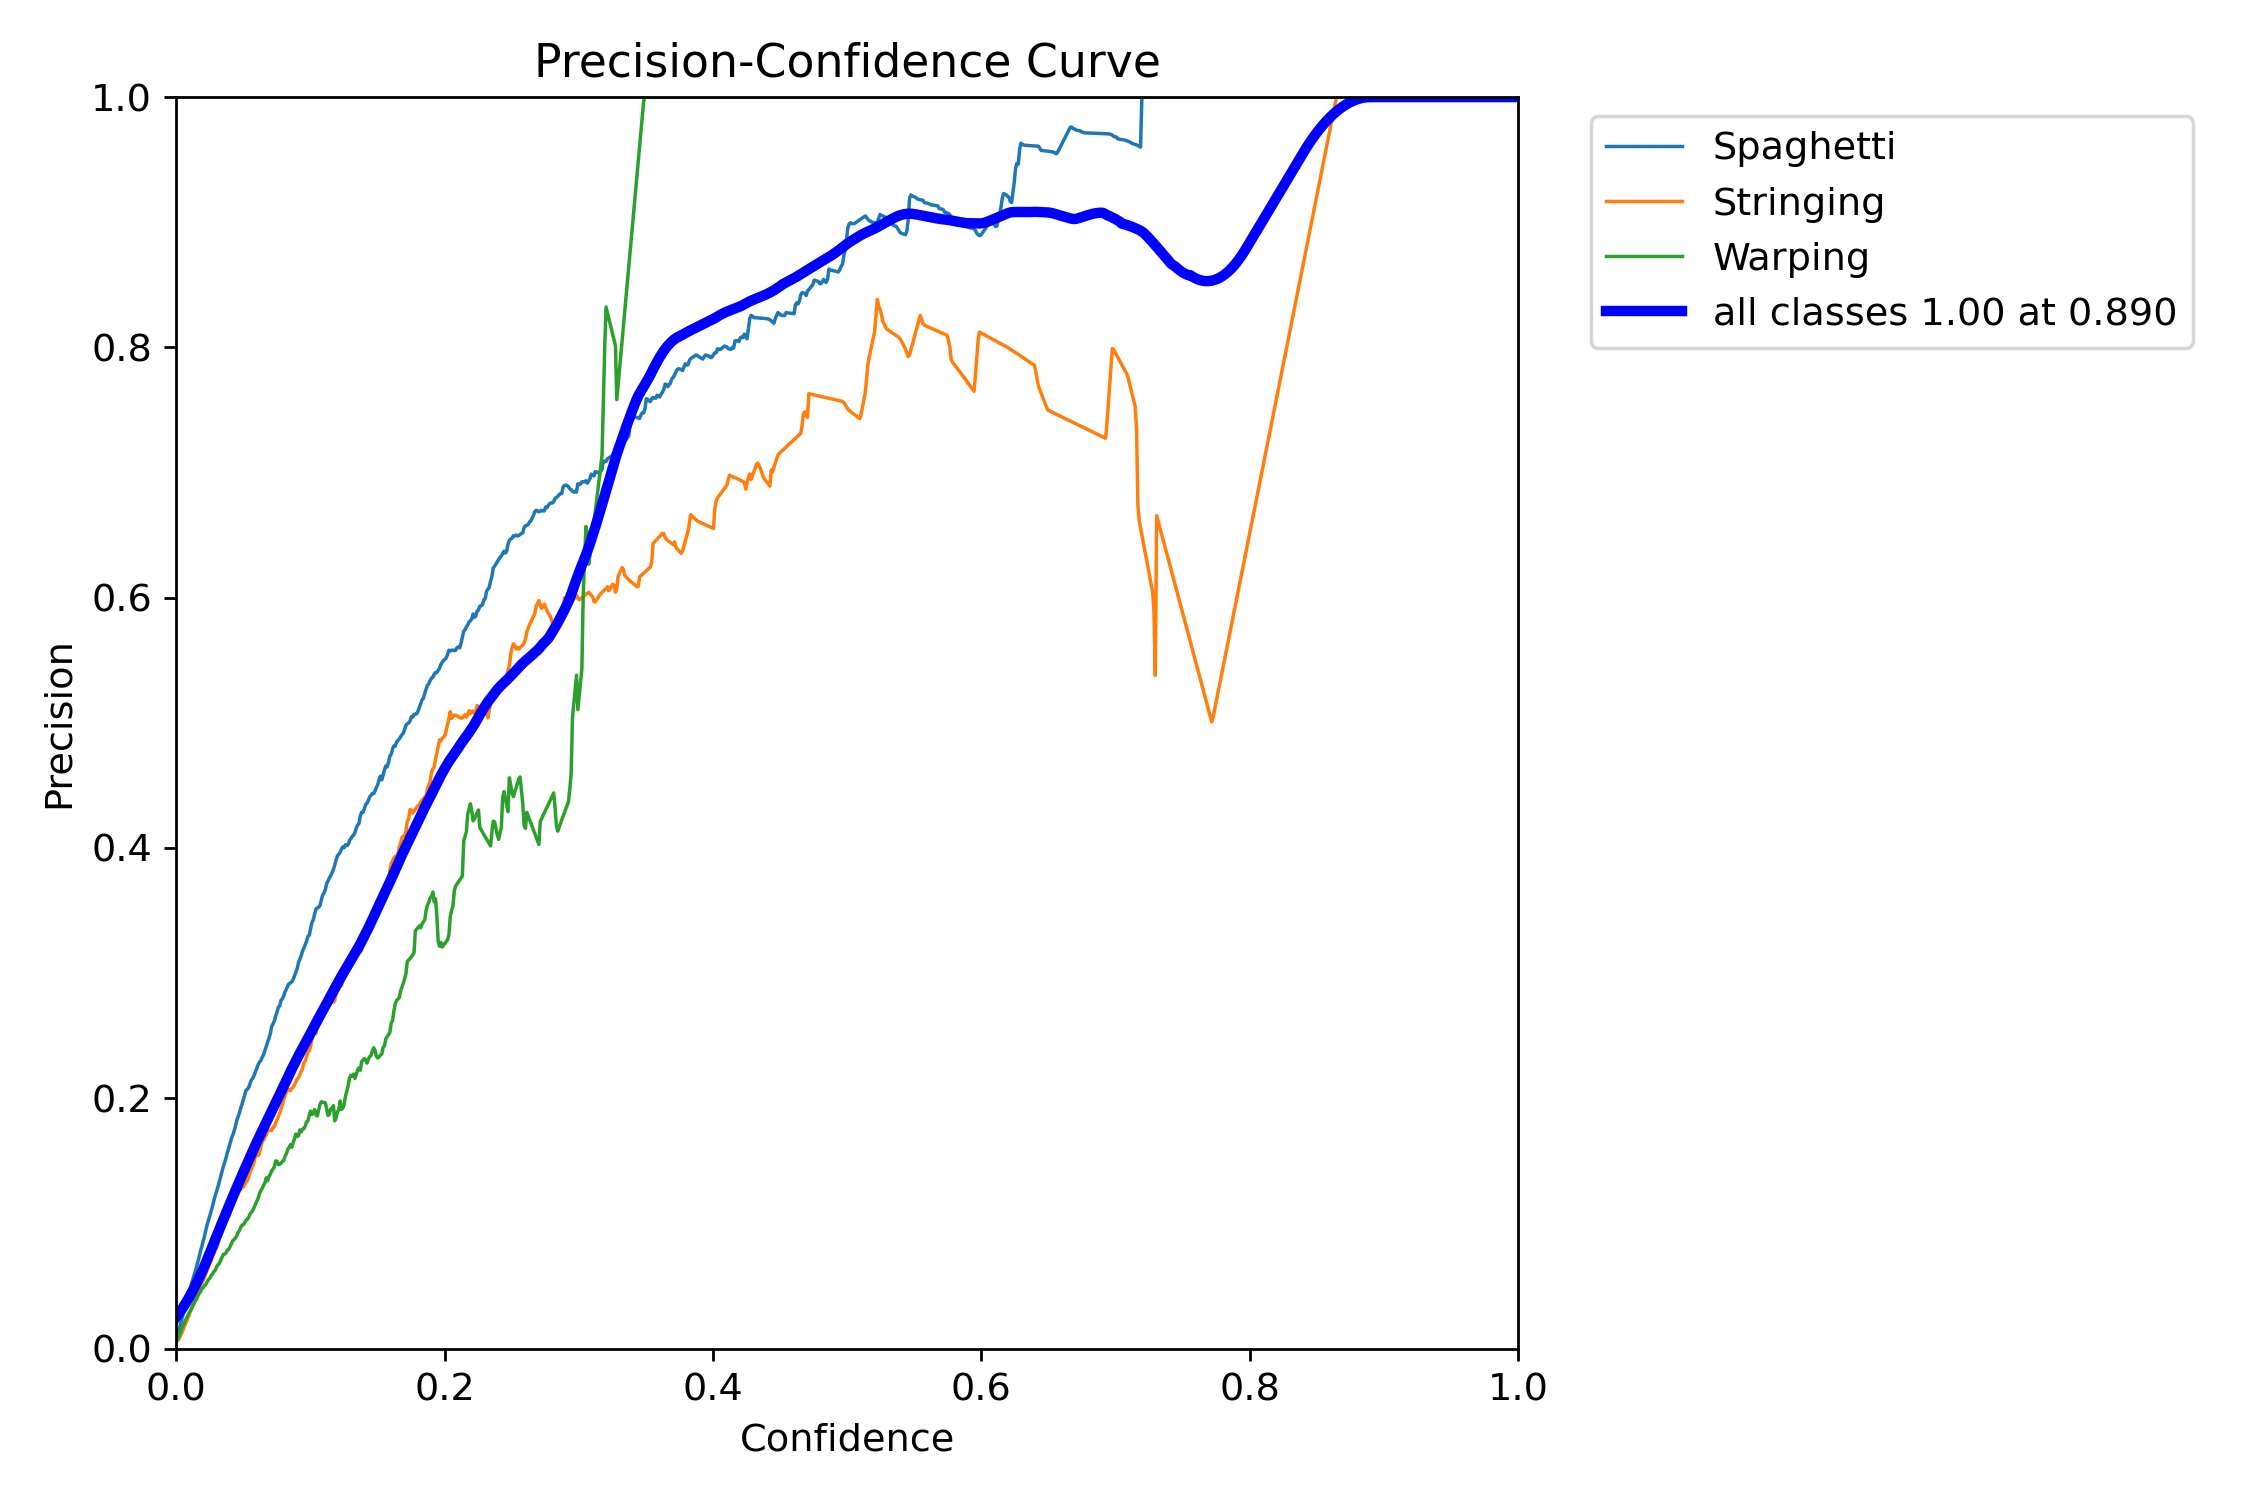 Precision-Confidence Curve
1.0
0.8
0.6
0.4
0.2
0.0
Precision
0.0 0.2 0.4 0.6 0.8 1.0
Confidence
Spaghetti
Stringing
Warping
all classes 1.00 at 0.890